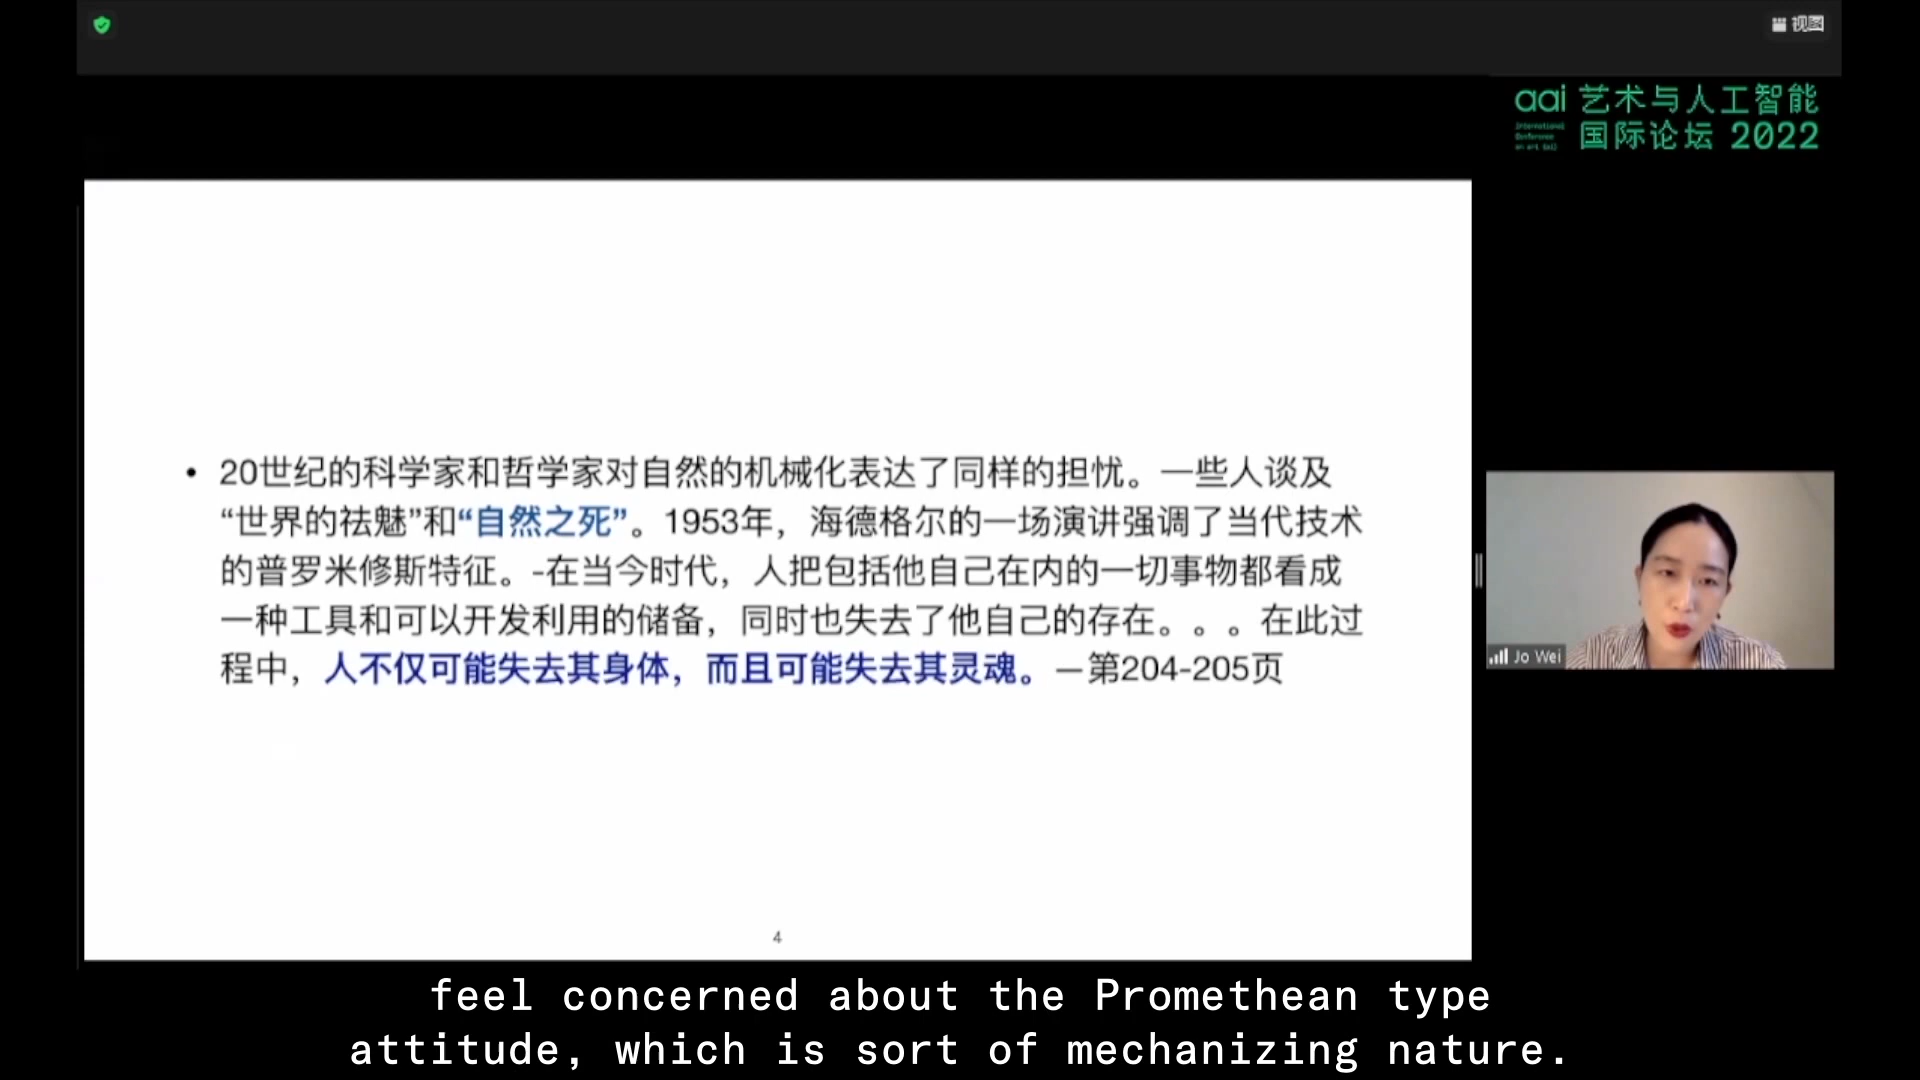 视图
aai 艺术与人工智能
国际论坛 2022
International
Conference
on art (ai)
• 20世纪的科学家和哲学家对自然的机械化表达了同样的担忧。一些人谈及
“世界的祛魅”和“自然之死”。1953年，海德格尔的一场演讲强调了当代技术
的普罗米修斯特征。-在当今时代，人把包括他自己在内的一切事物都看成
一种工具和可以开发利用的储备，同时也失去了他自己的存在。。。在此过
程中，人不仅可能失去其身体，而且可能失去其灵魂。—第204-205页
Jo Wei
4
feel concerned about the Promethean type
attitude, which is sort of mechanizing nature.